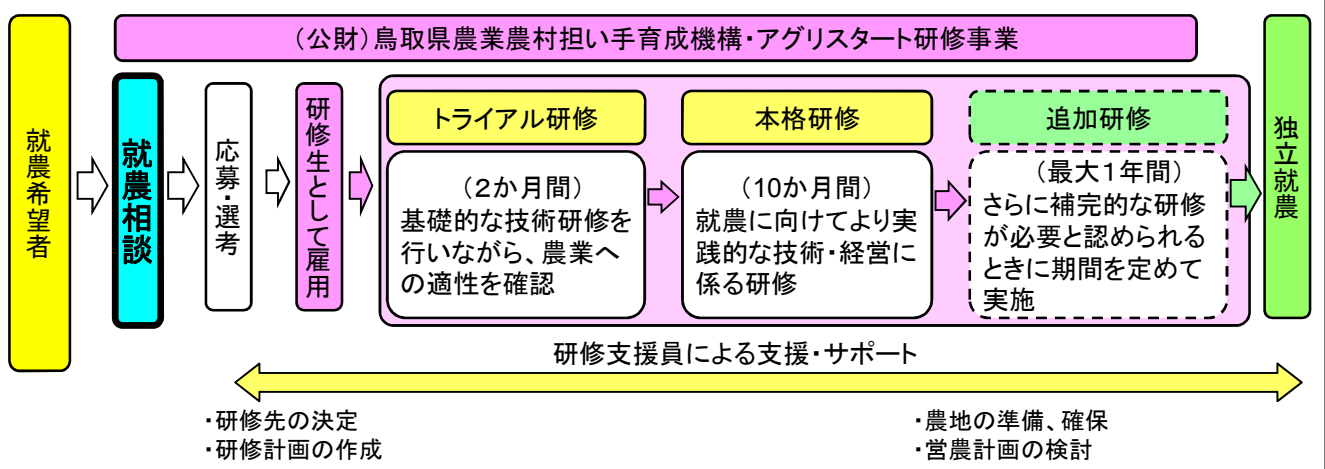 (公財)鳥取県農業農村担い手育成機構・アグリスタート研修事業
就農希望者
就農相談
応募・選考
研修生として雇用
トライアル研修
(2か月間)
基礎的な技術研修を
行いながら、農業へ
の適性を確認
本格研修
(10か月間)
就農に向けてより実
践的な技術・経営に
係る研修
追加研修
(最大1年間)
さらに補完的な研修
が必要と認められる
ときに期間を定めて
実施
独立就農
研修支援員による支援・サポート
・研修先の決定
・研修計画の作成
・農地の準備、確保
・営農計画の検討